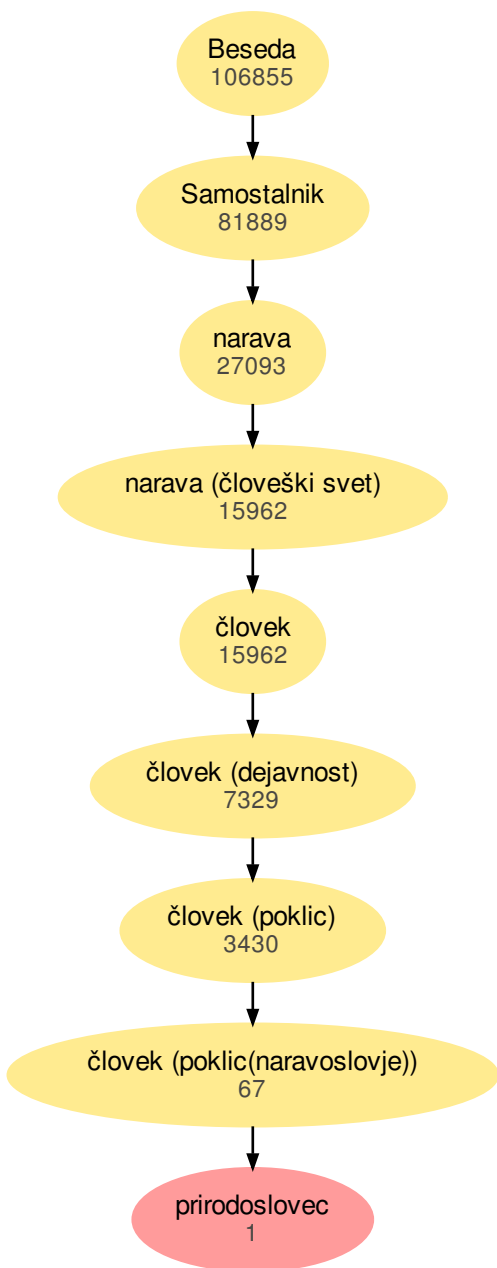 Beseda
106855
Samostalnik
81889
narava
27093
narava (človeški svet)
15962
človek
15962
človek (dejavnost)
7329
človek (poklic)
3430
človek (poklic(naravoslovje))
67
prirodoslovec
1